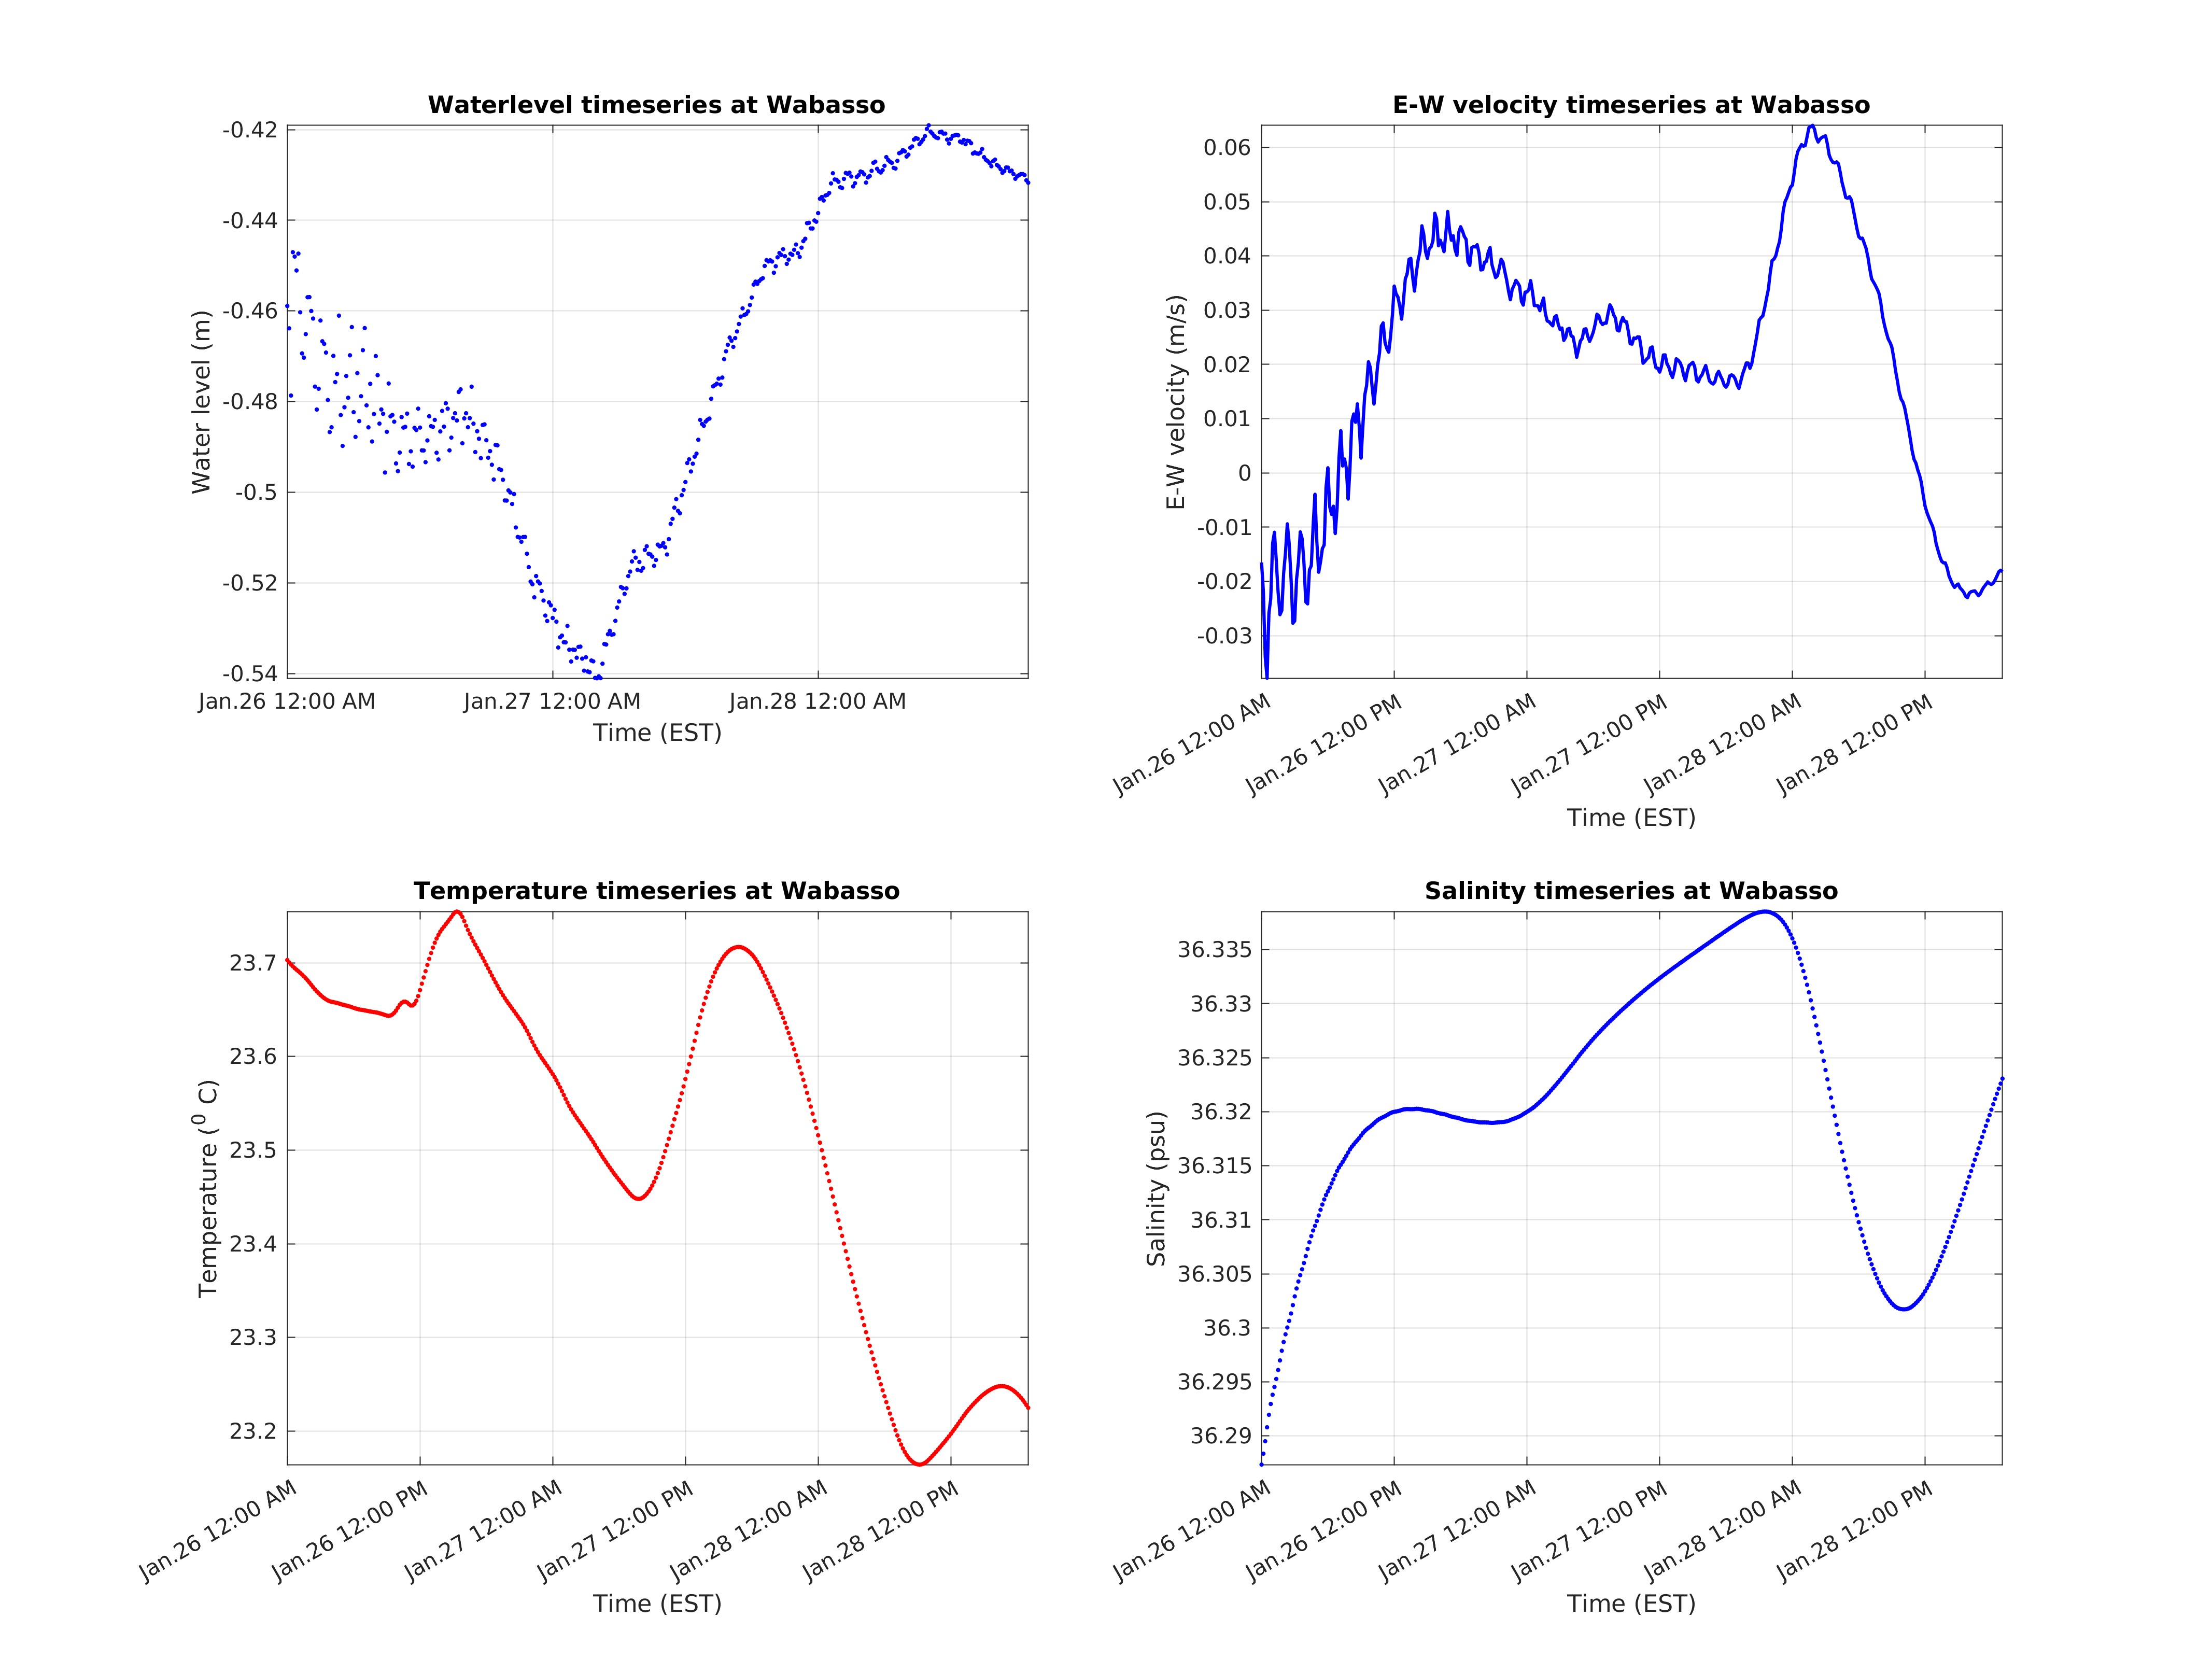 Waterlevel timeseries at Wabasso
-0.42
-0.44
-0.46
-0.48
-0.5
-0.52
-0.54
Water level (m)
Jan.26 12:00 AM
Jan.27 12:00 AM
Jan.28 12:00 AM
Time (EST)
E-W velocity timeseries at Wabasso
0.06
0.05
0.04
0.03
0.02
0.01
0
-0.01
-0.02
-0.03
E-W velocity (m/s)
Jan.26 12:00 AM
Jan.26 12:00 PM
Jan.27 12:00 AM
Jan.27 12:00 PM
Jan.28 12:00 AM
Jan.28 12:00 PM
Time (EST)
Temperature timeseries at Wabasso
23.7
23.6
23.5
23.4
23.3
23.2
Temperature (⁰ C)
Jan.26 12:00 AM
Jan.26 12:00 PM
Jan.27 12:00 AM
Jan.27 12:00 PM
Jan.28 12:00 AM
Jan.28 12:00 PM
Time (EST)
Salinity timeseries at Wabasso
36.335
36.33
36.325
36.32
36.315
36.31
36.305
36.3
36.295
36.29
Salinity (psu)
Jan.26 12:00 AM
Jan.26 12:00 PM
Jan.27 12:00 AM
Jan.27 12:00 PM
Jan.28 12:00 AM
Jan.28 12:00 PM
Time (EST)